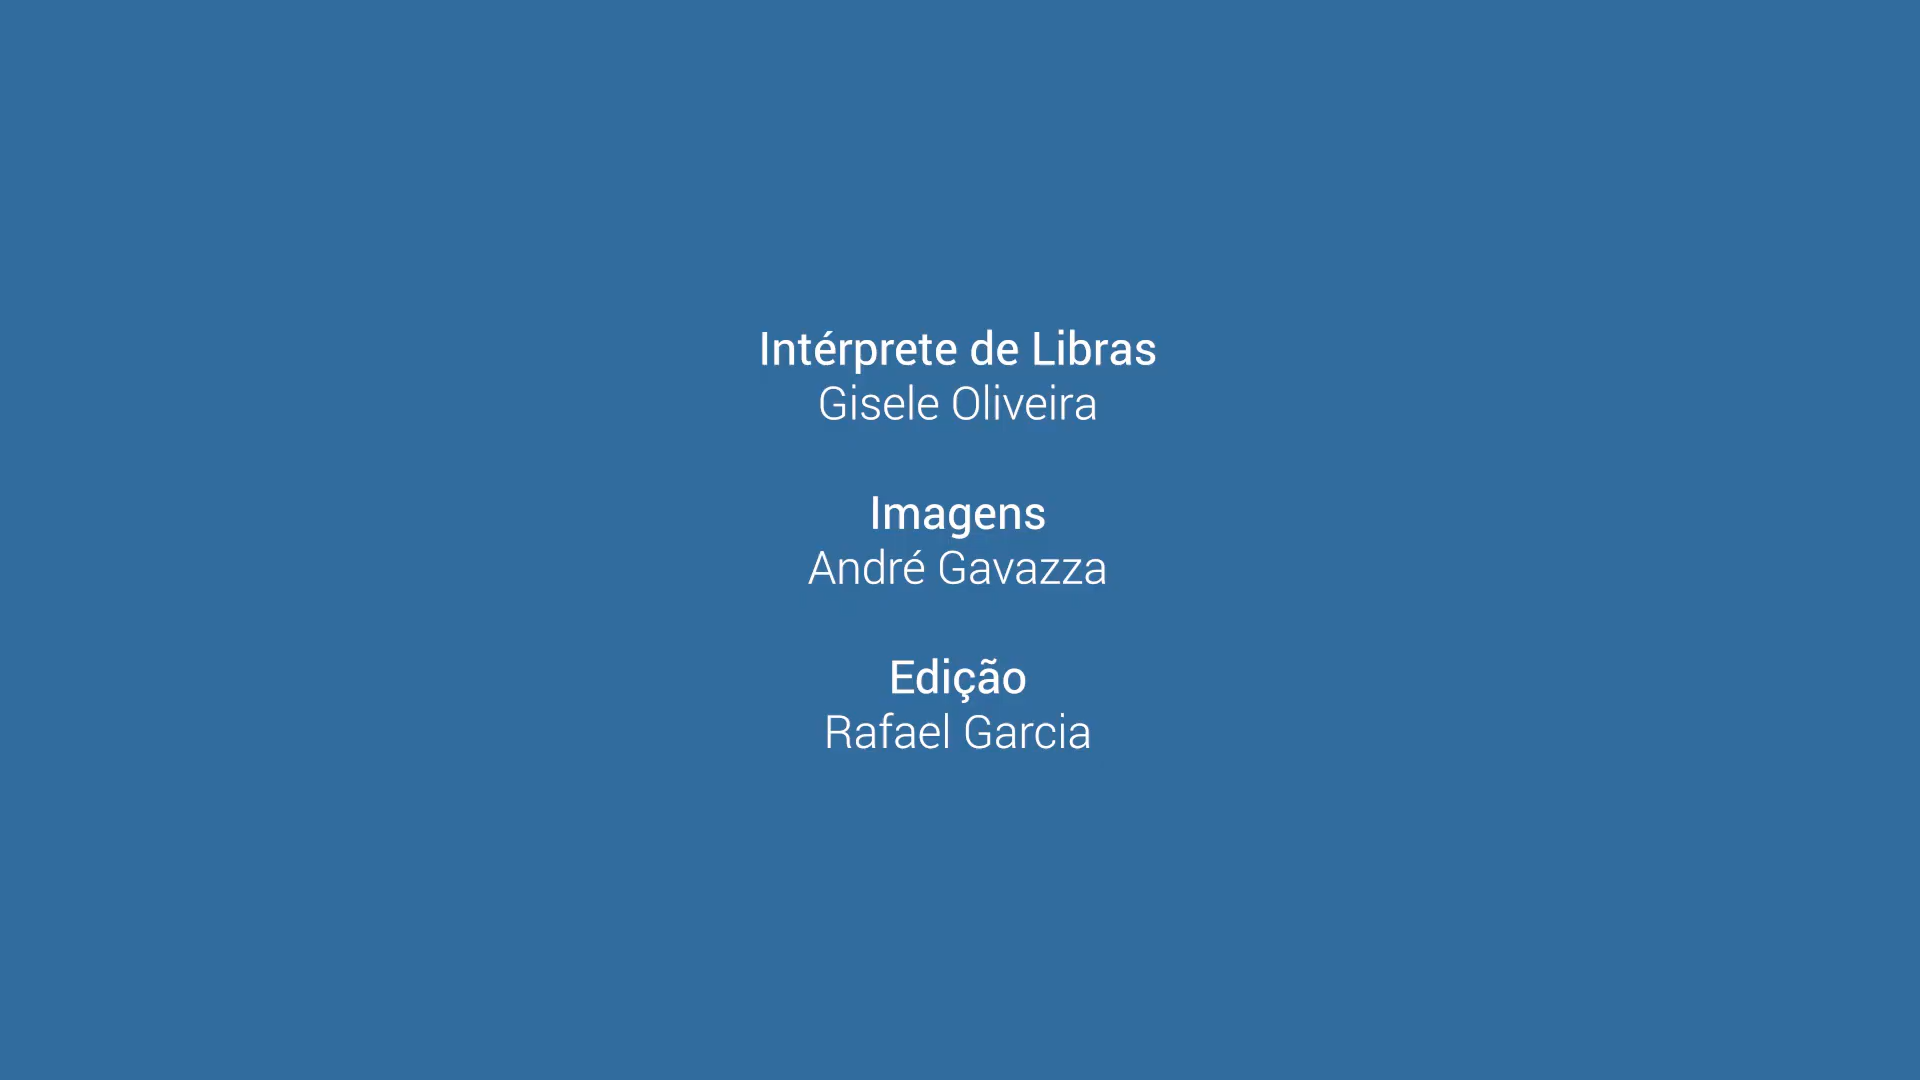 Intérprete de Libras
Gisele Oliveira
Imagens
André Gavazza
Edição
Rafael Garcia